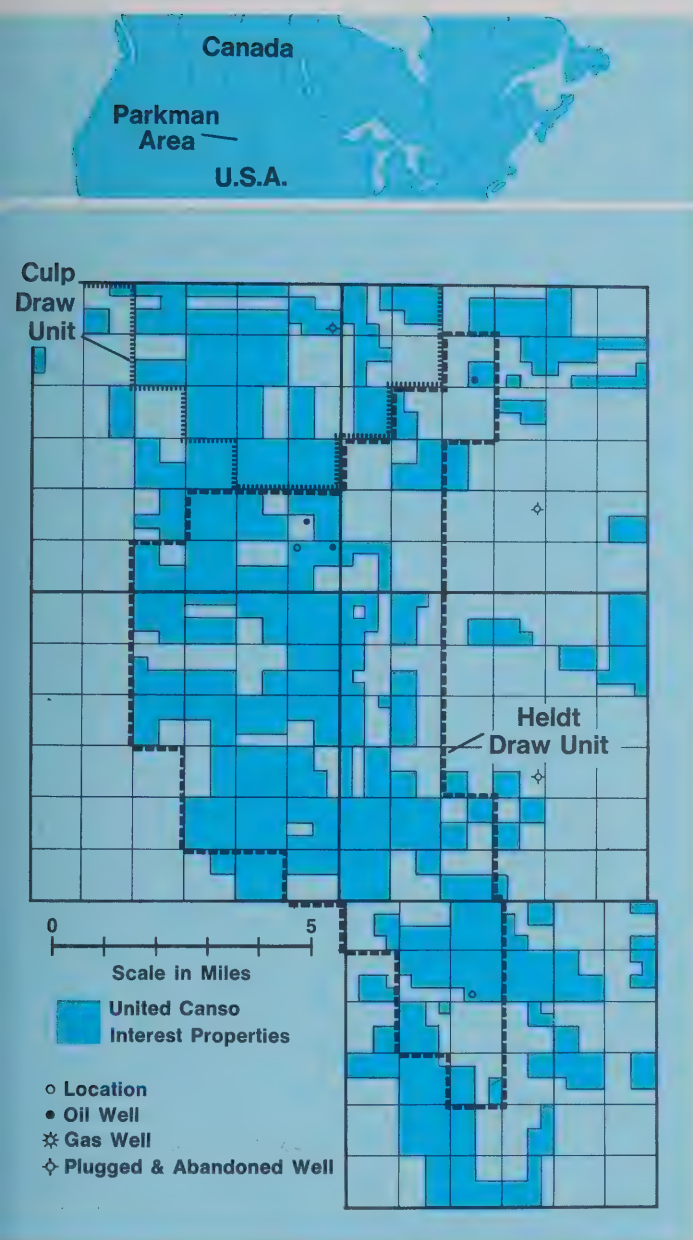 Canada
Parkman
Area
U.S.A.
Culp
Draw
Unit
Heldt
Draw Unit
0 5
Scale in Miles
United Canso
Interest Properties
Location
Oil Well
Gas Well
Plugged & Abandoned Well